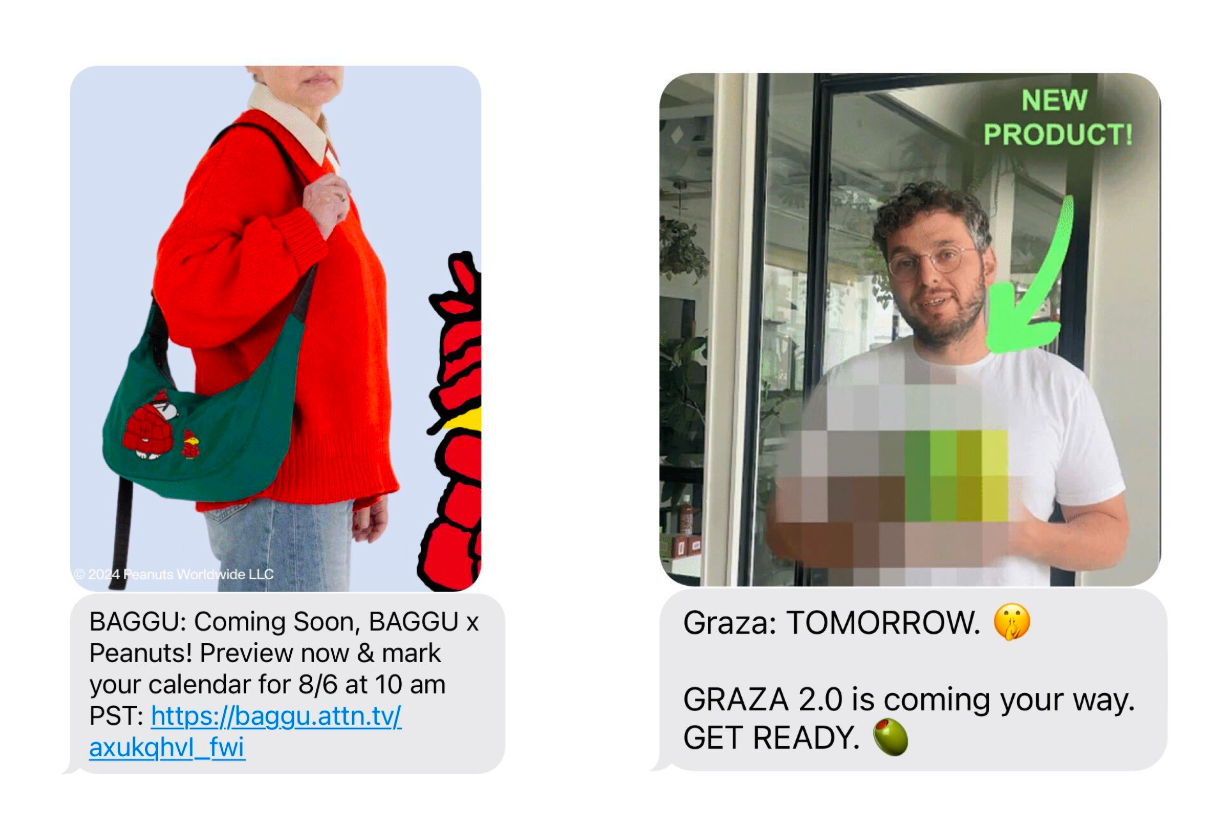 © 2024 Peanuts Worldwide LLC
BAGGU: Coming Soon, BAGGU x
Peanuts! Preview now & mark
your calendar for 8/6 at 10 am
PST: https://baggu.attn.tv/
axukqhvl_fwi
NEW
PRODUCT!
Graza: TOMORROW. 🤫
GRAZA 2.0 is coming your way.
GET READY. 🫒